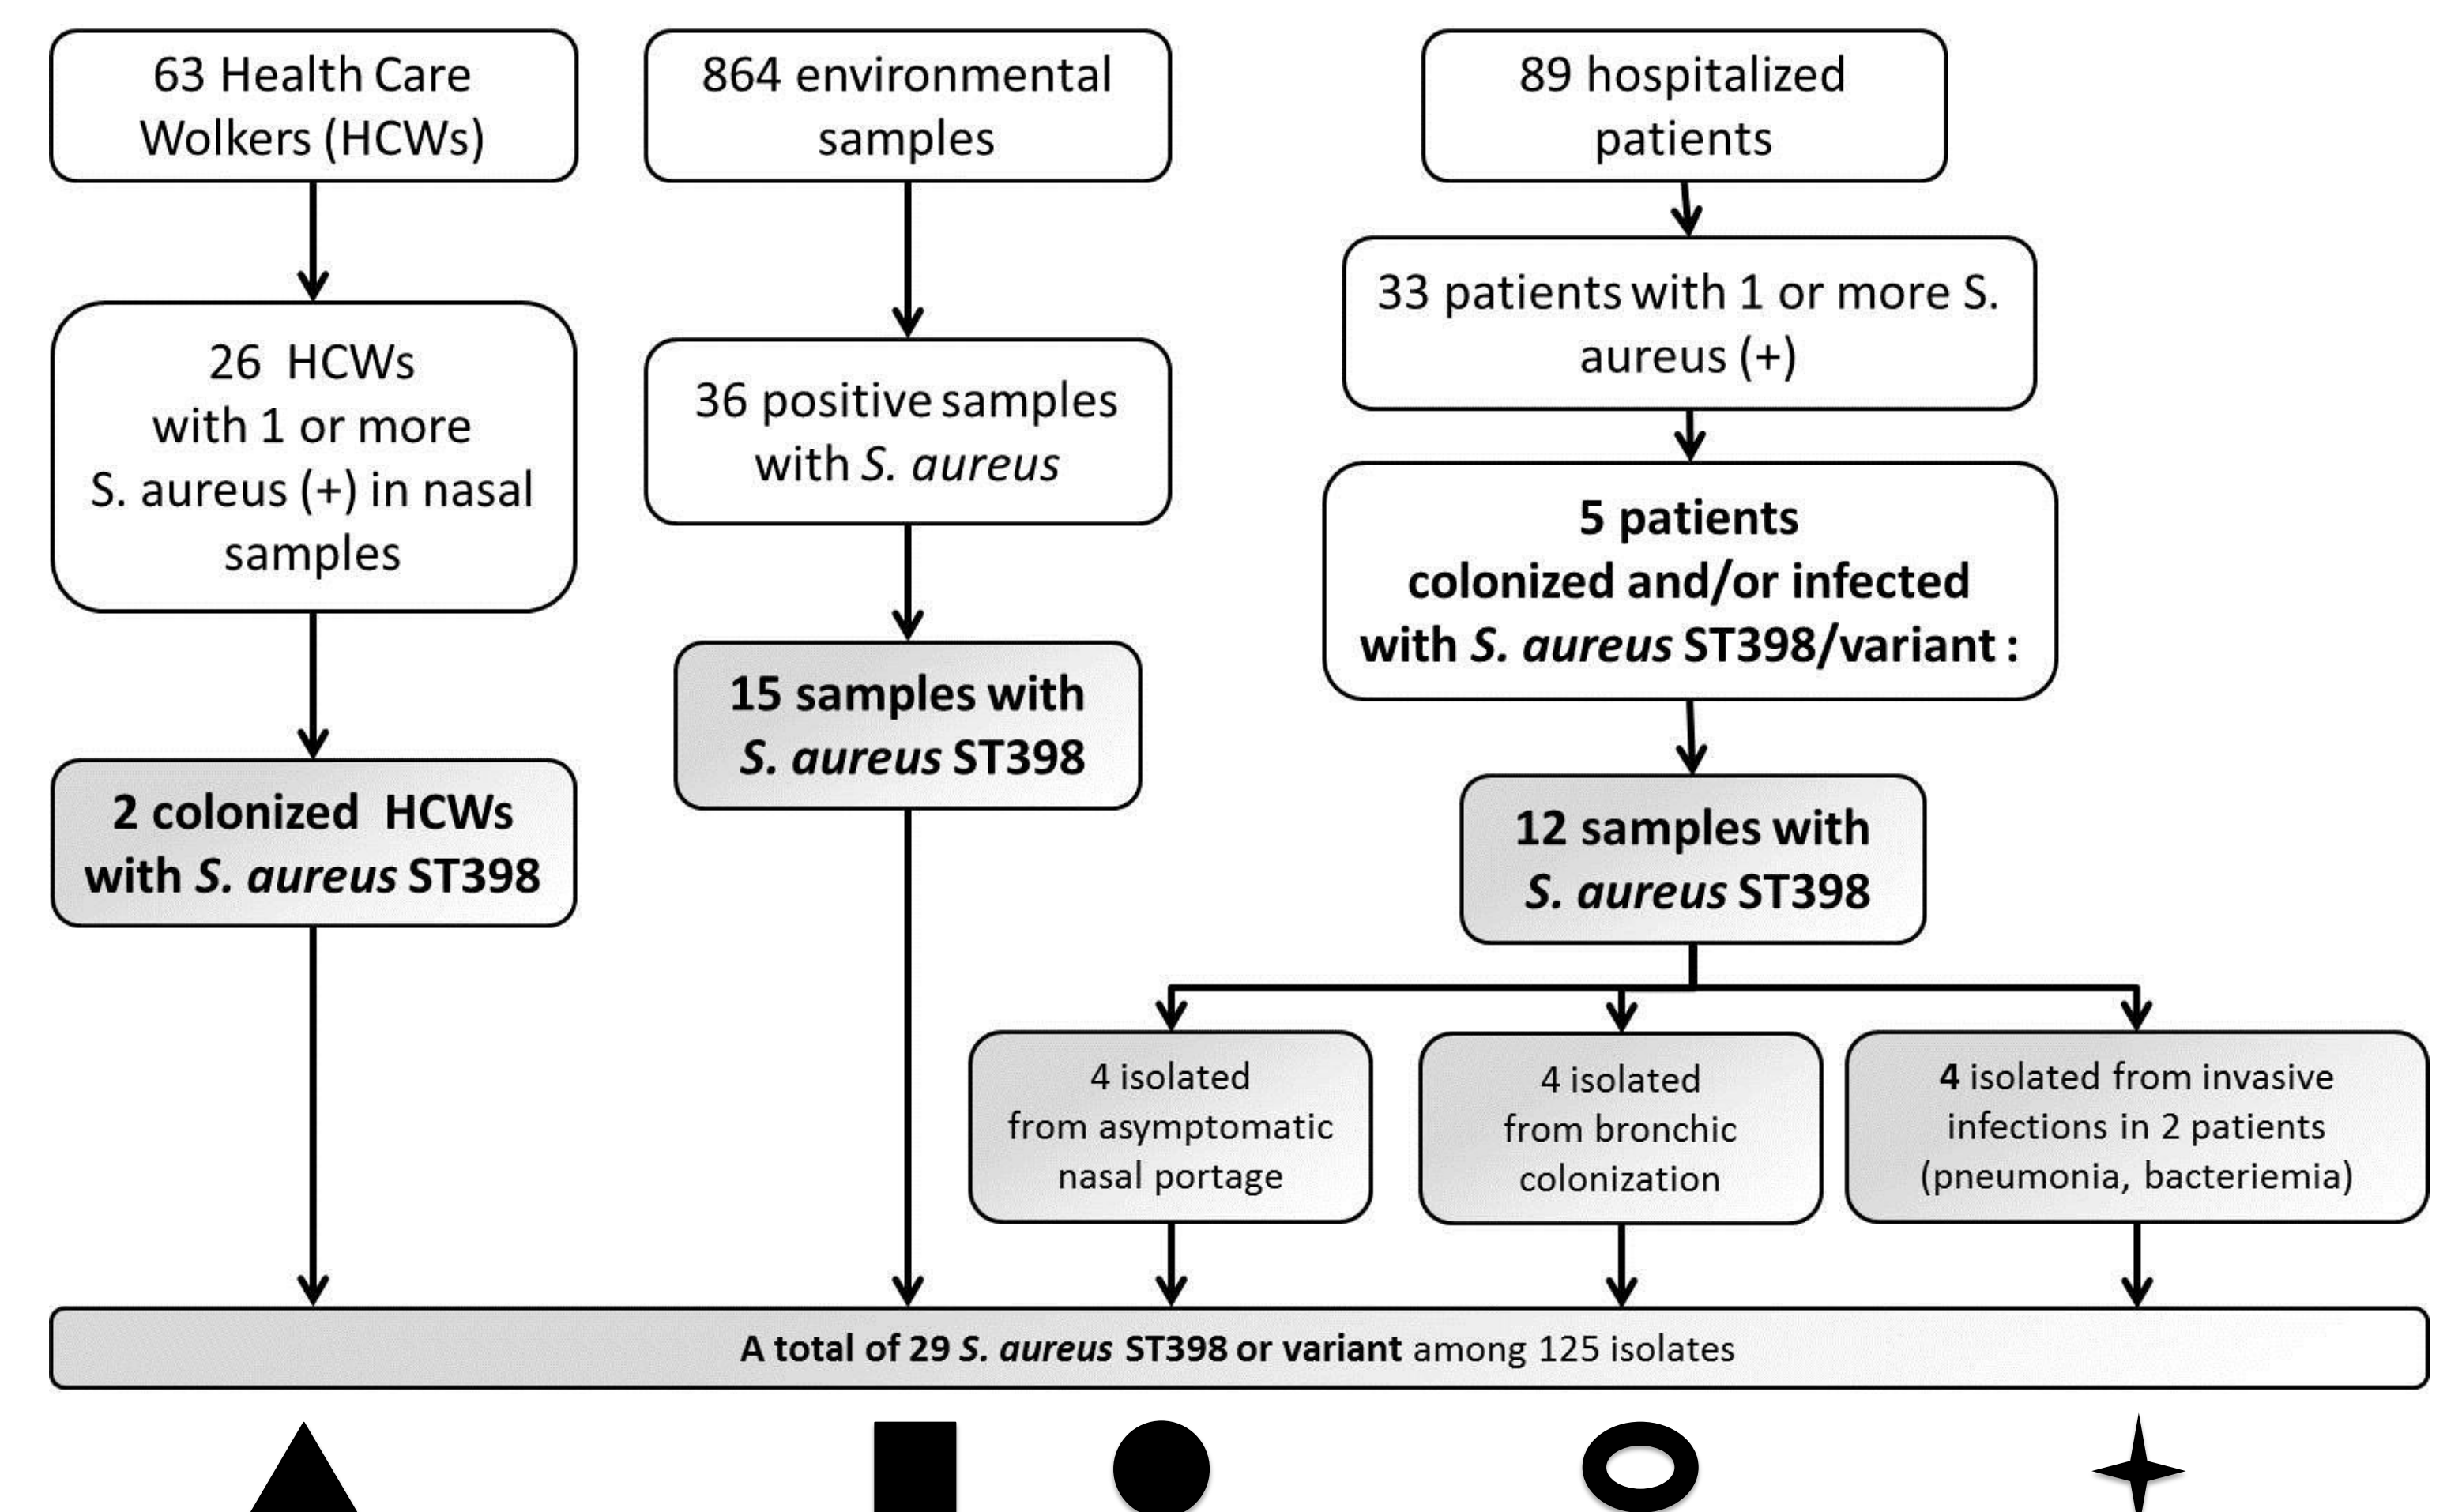 63 Health Care
Wolkers (HCWs)
864 environmental
samples
89 hospitalized
patients
26 HCWs
with 1 or more
S. aureus (+) in nasal
samples
36 positive samples
with S. aureus
33 patients with 1 or more S.
aureus (+)
5 patients
colonized and/or infected
with S. aureus ST398/variant :
2 colonized HCWs
with S. aureus ST398
15 samples with
S. aureus ST398
12 samples with
S. aureus ST398
4 isolated
from asymptomatic
nasal portage
4 isolated
from bronchic
colonization
4 isolated from invasive
infections in 2 patients
(pneumonia, bacteriemia)
A total of 29 S. aureus ST398 or variant among 125 isolates